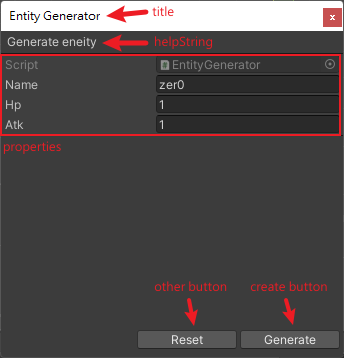 Entity Generator
title
x
Generate eneity
helpString
Script
EntityGenerator
Name
zer0
Hp
1
Atk
1
properties
other button
create button
Reset
Generate